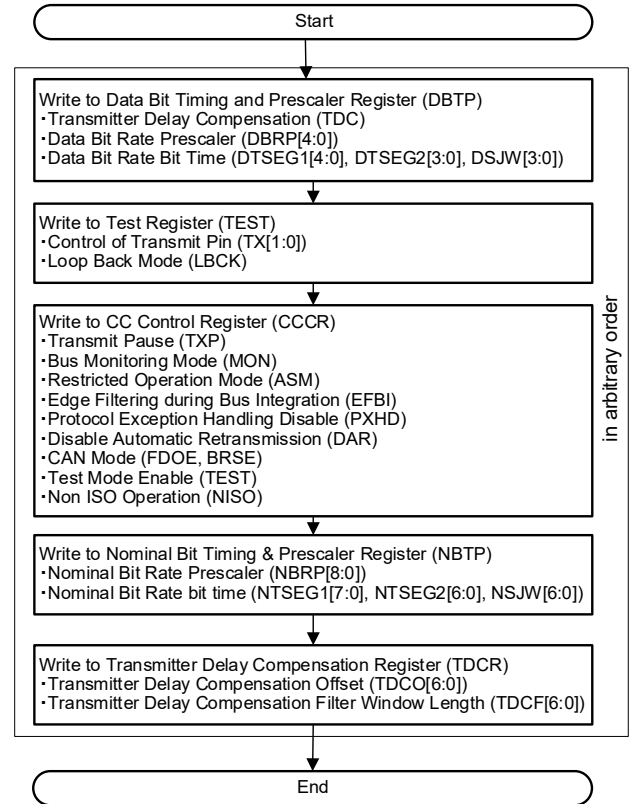 Start
Write to Data Bit Timing and Prescaler Register (DBTP)
・Transmitter Delay Compensation (TDC)
・Data Bit Rate Prescaler (DBRP[4:0])
・Data Bit Rate Bit Time (DTSEG1[4:0], DTSEG2[3:0], DSJW[3:0])
Write to Test Register (TEST)
・Control of Transmit Pin (TX[1:0])
・Loop Back Mode (LBCK)
Write to CC Control Register (CCCR)
・Transmit Pause (TXP)
・Bus Monitoring Mode (MON)
・Restricted Operation Mode (ASM)
・Edge Filtering during Bus Integration (EFBI)
・Protocol Exception Handling Disable (PXHD)
・Disable Automatic Retransmission (DAR)
・CAN Mode (FDOE, BRSE)
・Test Mode Enable (TEST)
・Non ISO Operation (NISO)
in arbitrary order
Write to Nominal Bit Timing & Prescaler Register (NBTP)
・Nominal Bit Rate Prescaler (NBRP[8:0])
・Nominal Bit Rate bit time (NTSEG1[7:0], NTSEG2[6:0], NSJW[6:0])
Write to Transmitter Delay Compensation Register (TDCR)
・Transmitter Delay Compensation Offset (TDCO[6:0])
・Transmitter Delay Compensation Filter Window Length (TDCF[6:0])
End